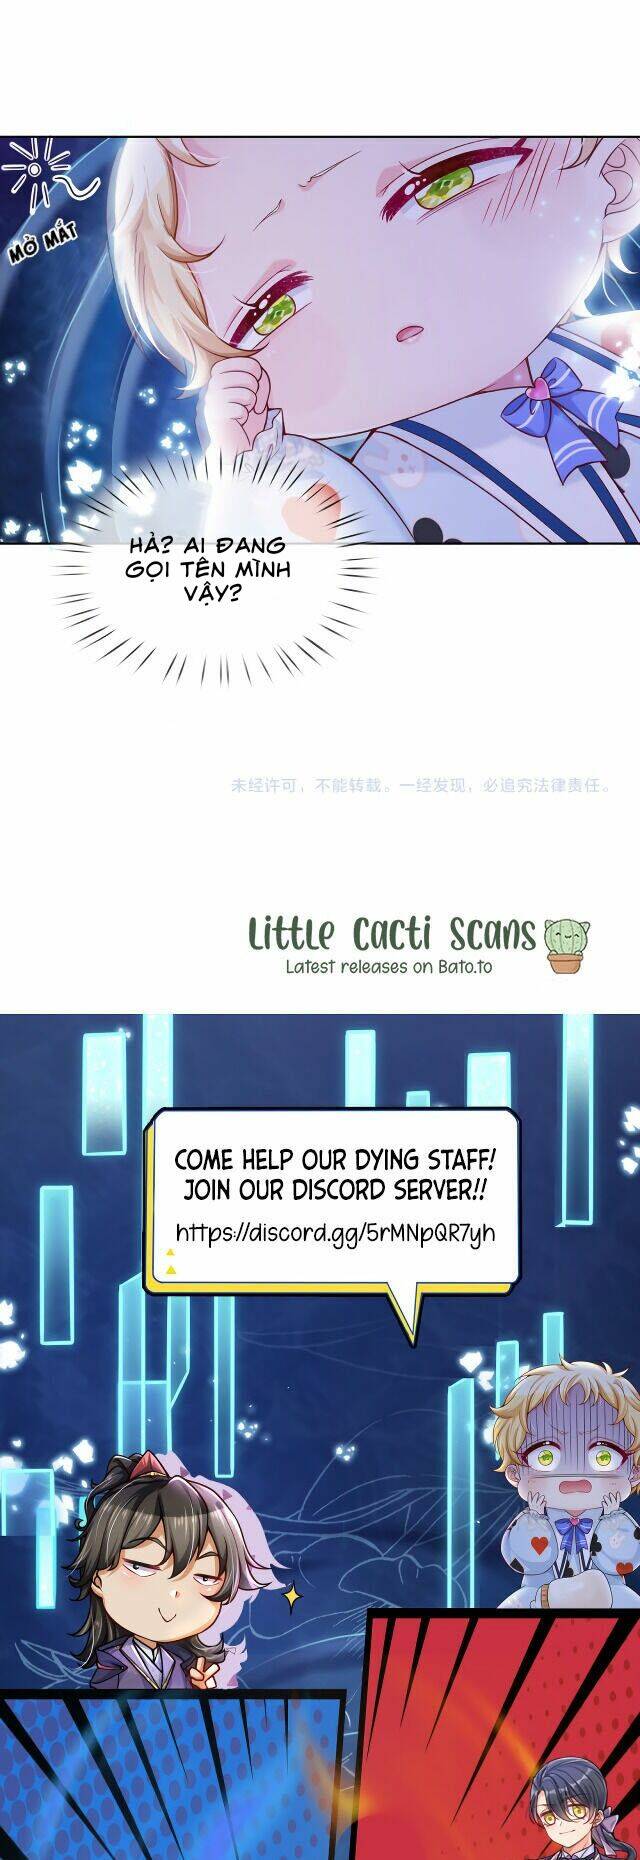 MỞ MẮT
HẢ? AI ĐANG
GỌI TÊN MÌNH
VẬY?
未经许可，不能转载。一经发现，必追究法律责任。
Little Cacti Scans
Latest releases on Bato.to
COME HELP OUR DYING STAFF!
JOIN OUR DISCORD SERVER!!
https://discord.gg/5rMNpQR7yh